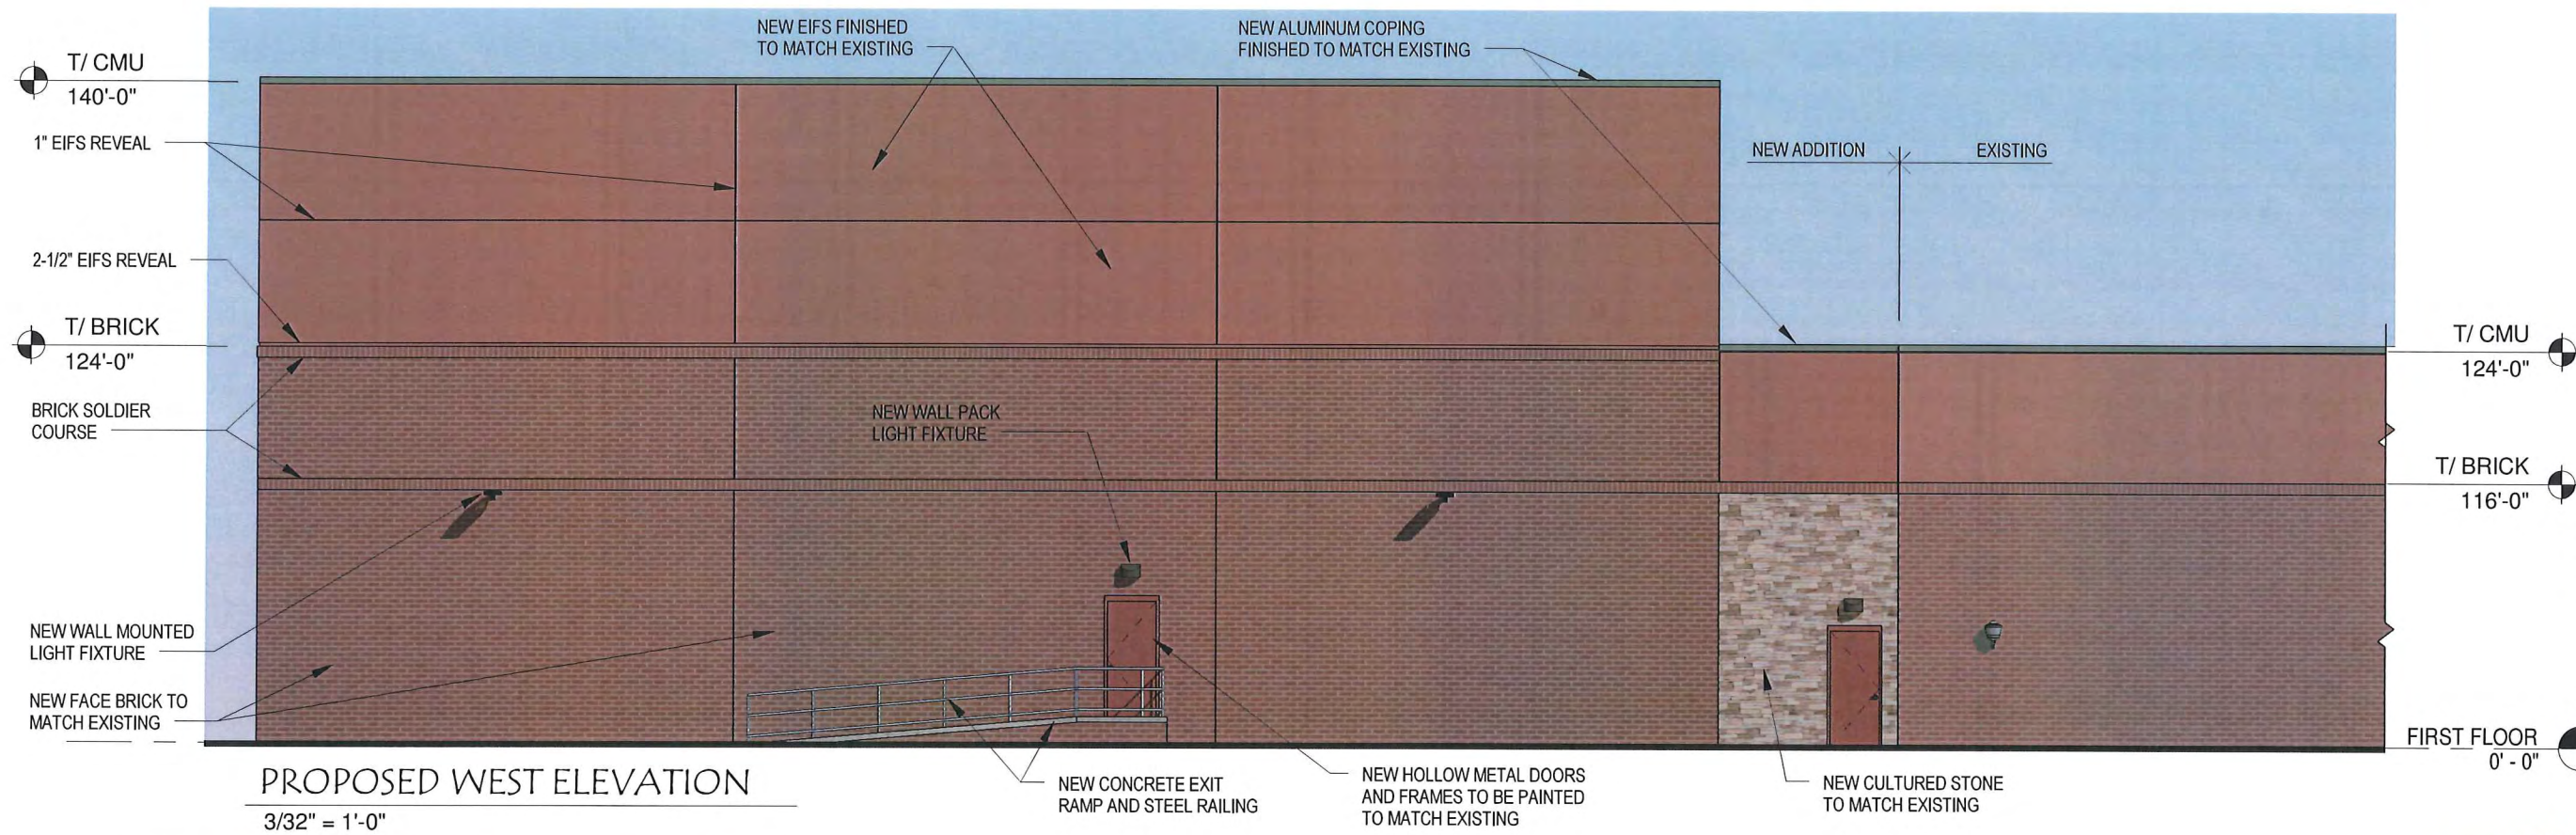 NEW EIFS FINISHED
TO MATCH EXISTING
NEW ALUMINUM COPING
FINISHED TO MATCH EXISTING
T/ CMU
140'-0"
1" EIFS REVEAL
NEW ADDITION
EXISTING
2-1/2" EIFS REVEAL
T/ BRICK
124'-0"
T/ CMU
124'-0"
BRICK SOLDIER
COURSE
NEW WALL PACK
LIGHT FIXTURE
T/ BRICK
116'-0"
NEW WALL MOUNTED
LIGHT FIXTURE
NEW FACE BRICK TO
MATCH EXISTING
FIRST FLOOR
0' - 0"
PROPOSED WEST ELEVATION
3/32" = 1'-0"
NEW CONCRETE EXIT
RAMP AND STEEL RAILING
NEW HOLLOW METAL DOORS
AND FRAMES TO BE PAINTED
TO MATCH EXISTING
NEW CULTURED STONE
TO MATCH EXISTING